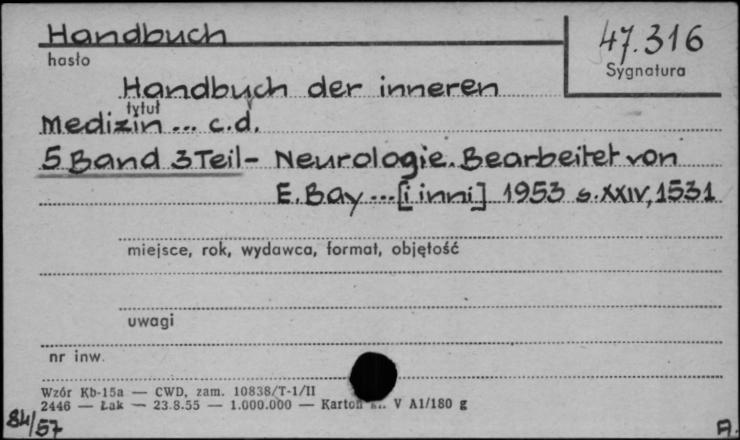 Handbuch
47.316
hasło
Sygnatura
Handbuch der inneren
tytuł
Medizin ... c.d.
5 Band 3 Teil - Neurologie. Bearbeitet von
E. Bay ... [i inni] 1953 s. XXIV, 1531
miejsce, rok, wydawca, format, objętość
uwagi
nr inw.
Wzór Kb-15a — CWD, zam. 10838/T-1/II
2446 — Łak — 23.8.55 — 1.000.000 — Karton kl. V A1/180 g
84/57
A.